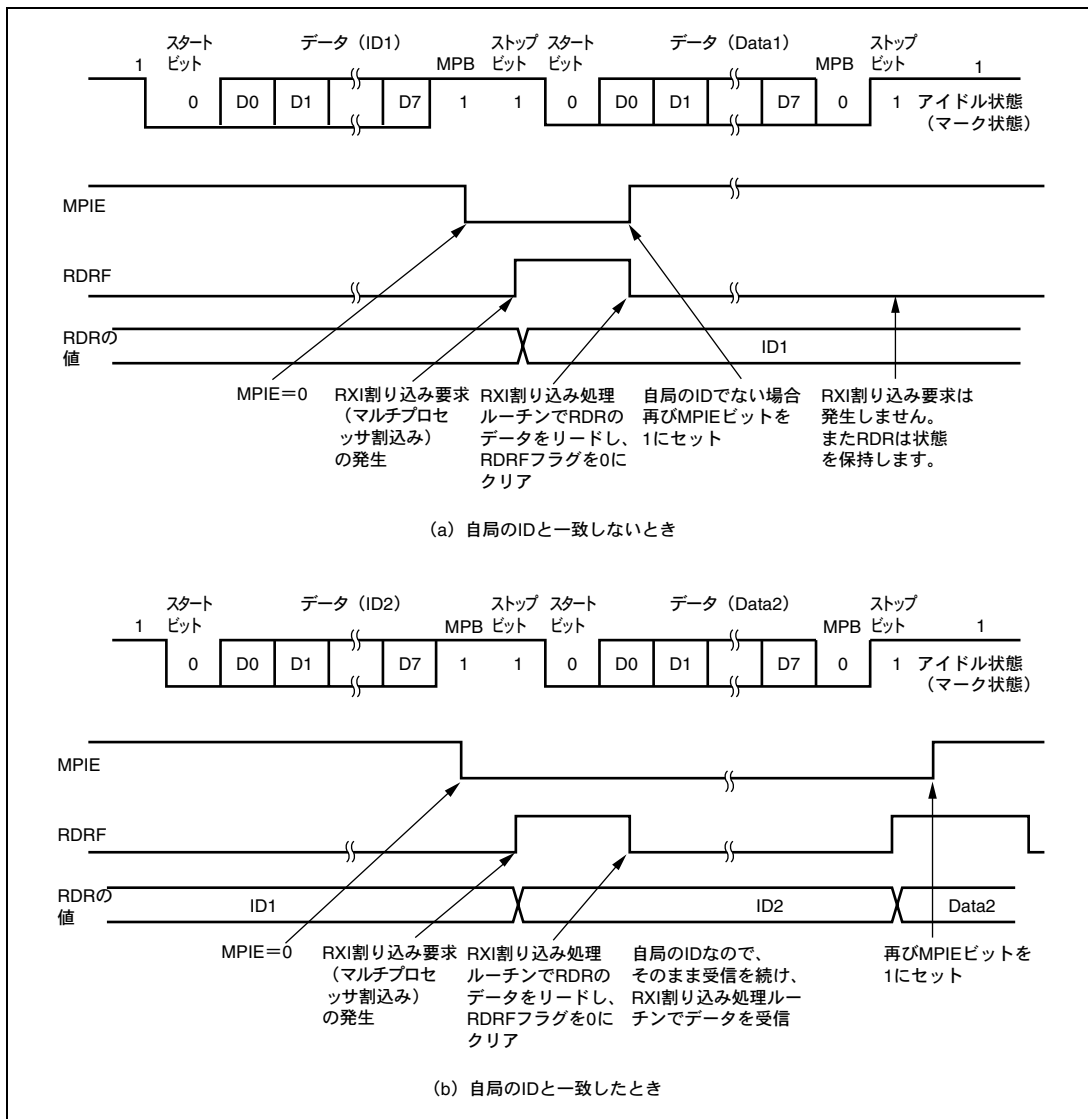 スタート データ（ID1） ストップ スタート データ（Data1） ストップ
1 ビット MPB ビット ビット MPB ビット 1
0 D0 D1 D7 1 1 0 D0 D1 D7 0 1 アイドル状態
（マーク状態）
MPIE
RDRF
RDRの
値
ID1
MPIE＝0
RXI割り込み要求
（マルチプロセ
ッサ割込み）
の発生
RXI割り込み処理
ルーチンでRDRの
データをリードし、
RDRFフラグを0に
クリア
自局のIDでない場合
再びMPIEビットを
1にセット
RXI割り込み要求は
発生しません。
またRDRは状態
を保持します。
（a）自局のIDと一致しないとき
スタート データ（ID2） ストップ スタート データ（Data2） ストップ
1 ビット MPB ビット ビット MPB ビット 1
0 D0 D1 D7 1 1 0 D0 D1 D7 0 1 アイドル状態
（マーク状態）
MPIE
RDRF
RDRの
値
ID1 ID2 Data2
MPIE＝0
RXI割り込み要求
（マルチプロセ
ッサ割込み）
の発生
RXI割り込み処理
ルーチンでRDRの
データをリードし、
RDRFフラグを0に
クリア
自局のIDなので、
そのまま受信を続け、
RXI割り込み処理ルー
チンでデータを受信
再びMPIEビットを
1にセット
（b）自局のIDと一致したとき